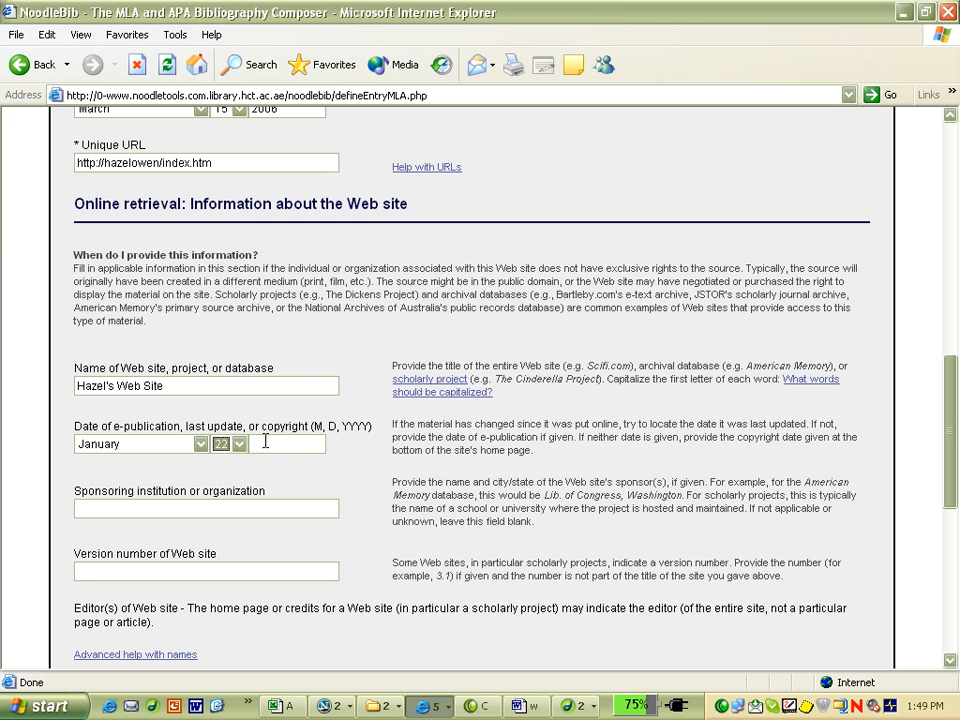 NoodleBib - The MLA and APA Bibliography Composer - Microsoft Internet Explorer
File Edit View Favorites Tools Help
Back Search Favorites Media
Address http://0-www.noodletools.com.library.hct.ac.ae/noodlebib/defineEntryMLA.php Go Links »
March 15 2006
* Unique URL
http://hazelowen/index.htm Help with URLs
Online retrieval: Information about the Web site
When do I provide this information?
Fill in applicable information in this section if the individual or organization associated with this Web site does not have exclusive rights to the source. Typically, the source will
originally have been created in a different medium (print, film, etc.). The source might be in the public domain, or the Web site may have negotiated or purchased the right to
display the material on the site. Scholarly projects (e.g., The Dickens Project) and archival databases (e.g., Bartleby.com's e-text archive, JSTOR's scholarly journal archive,
American Memory's primary source archive, or the National Archives of Australia's public records database) are common examples of Web sites that provide access to this
type of material.
Name of Web site, project, or database
Hazel's Web Site
Provide the title of the entire Web site (e.g. Scifi.com), archival database (e.g. American Memory), or
scholarly project (e.g. The Cinderella Project). Capitalize the first letter of each word: What words
should be capitalized?
Date of e-publication, last update, or copyright (M, D, YYYY)
January 22
If the material has changed since it was put online, try to locate the date it was last updated. If not,
provide the date of e-publication if given. If neither date is given, provide the copyright date given at the
bottom of the site's home page.
Sponsoring institution or organization
Provide the name and city/state of the Web site's sponsor(s), if given. For example, for the American
Memory database, this would be Lib. of Congress, Washington. For scholarly projects, this is typically
the name of a school or university where the project is hosted and maintained. If not applicable or
unknown, leave this field blank.
Version number of Web site
Some Web sites, in particular scholarly projects, indicate a version number. Provide the number (for
example, 3.1) if given and the number is not part of the title of the site you gave above.
Editor(s) of Web site - The home page or credits for a Web site (in particular a scholarly project) may indicate the editor (of the entire site, not a particular
page or article).
Advanced help with names
Done Internet
start » A 2 2 5 C w 2 75% 1:49 PM